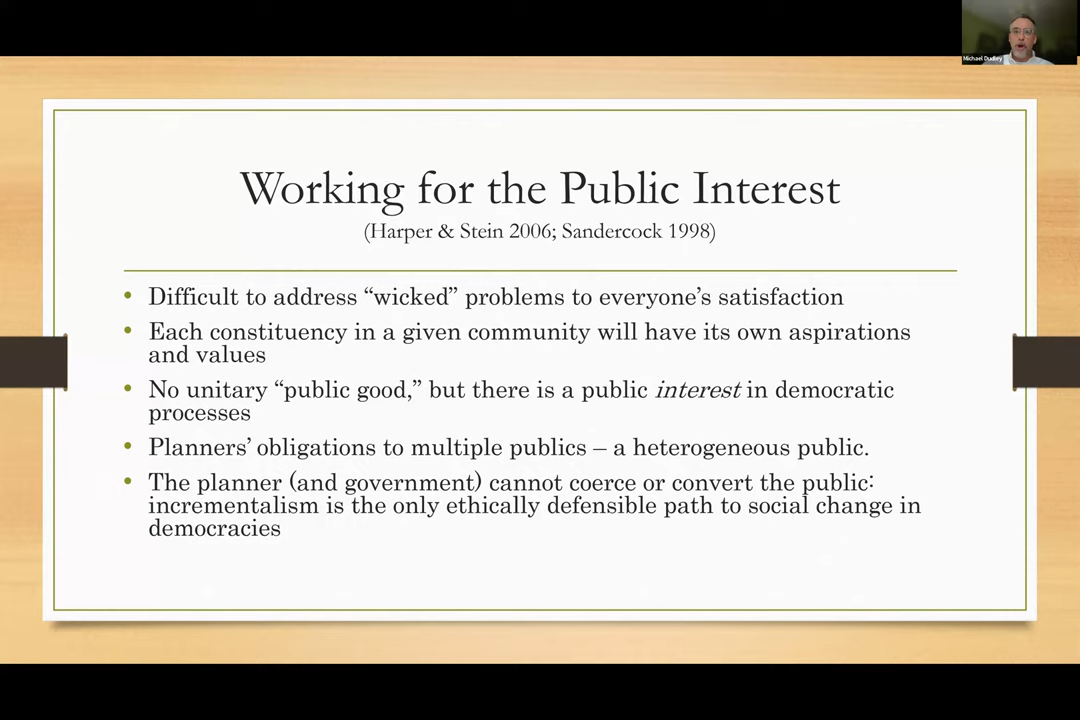 Michael Dudley
Working for the Public Interest
(Harper & Stein 2006; Sandercock 1998)
• Difficult to address “wicked” problems to everyone’s satisfaction
• Each constituency in a given community will have its own aspirations
and values
• No unitary “public good,” but there is a public interest in democratic
processes
• Planners’ obligations to multiple publics – a heterogeneous public.
• The planner (and government) cannot coerce or convert the public:
incrementalism is the only ethically defensible path to social change in
democracies